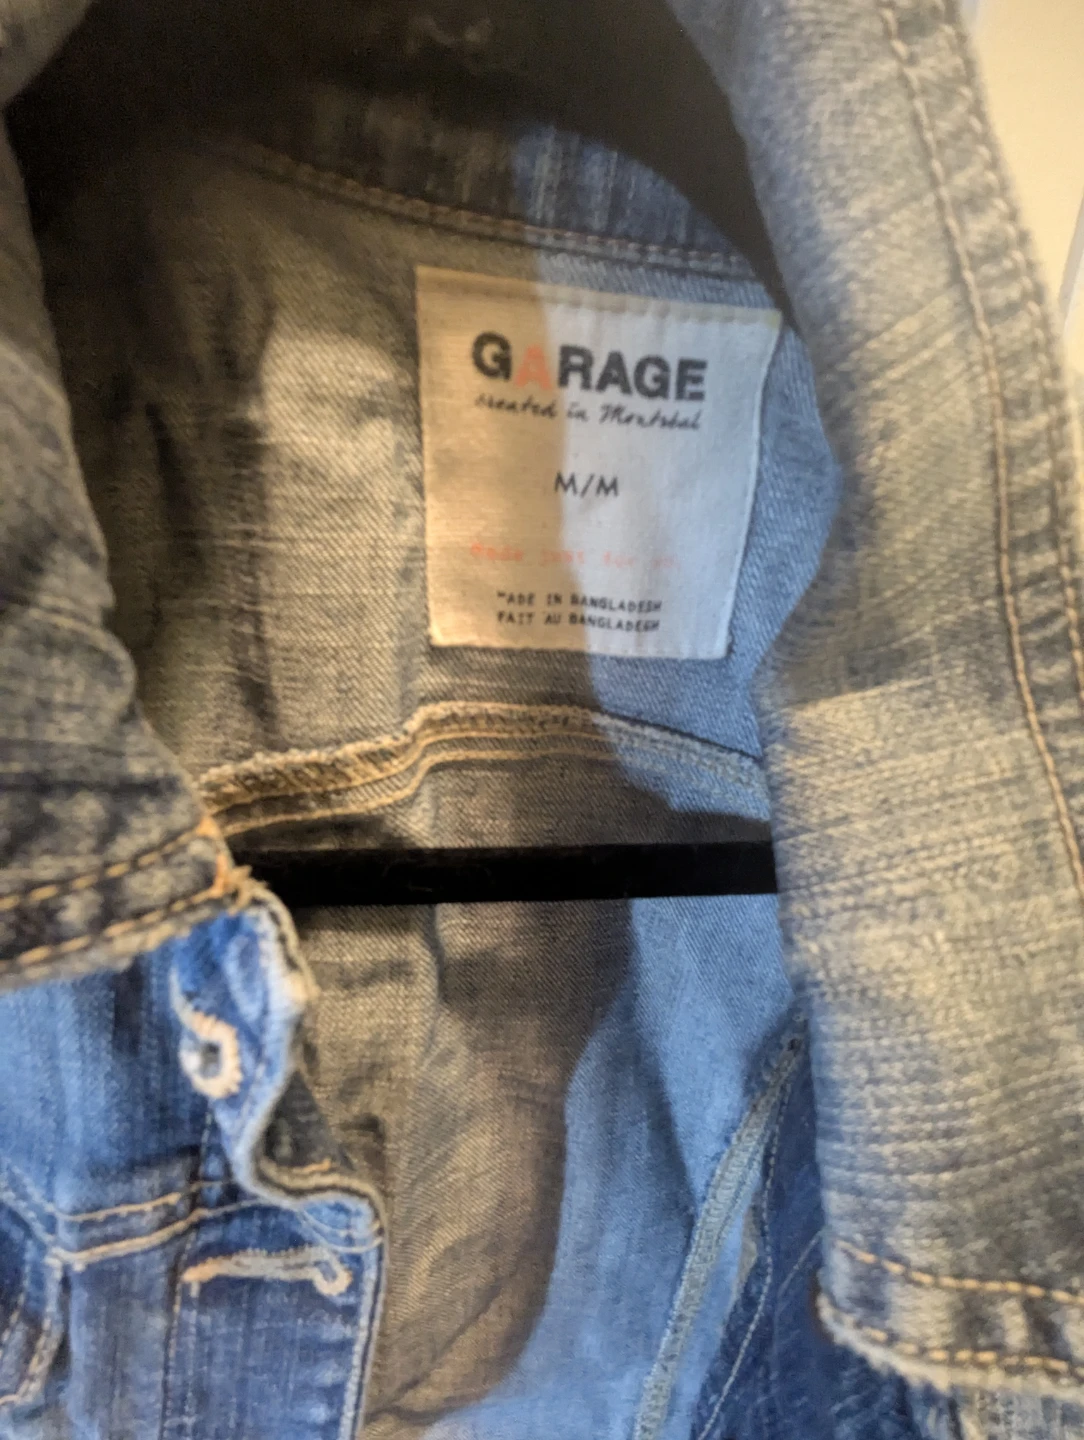 GARAGE
created in Montréal
M/M
MADE IN BANGLADESH
FAIT AU BANGLADESH